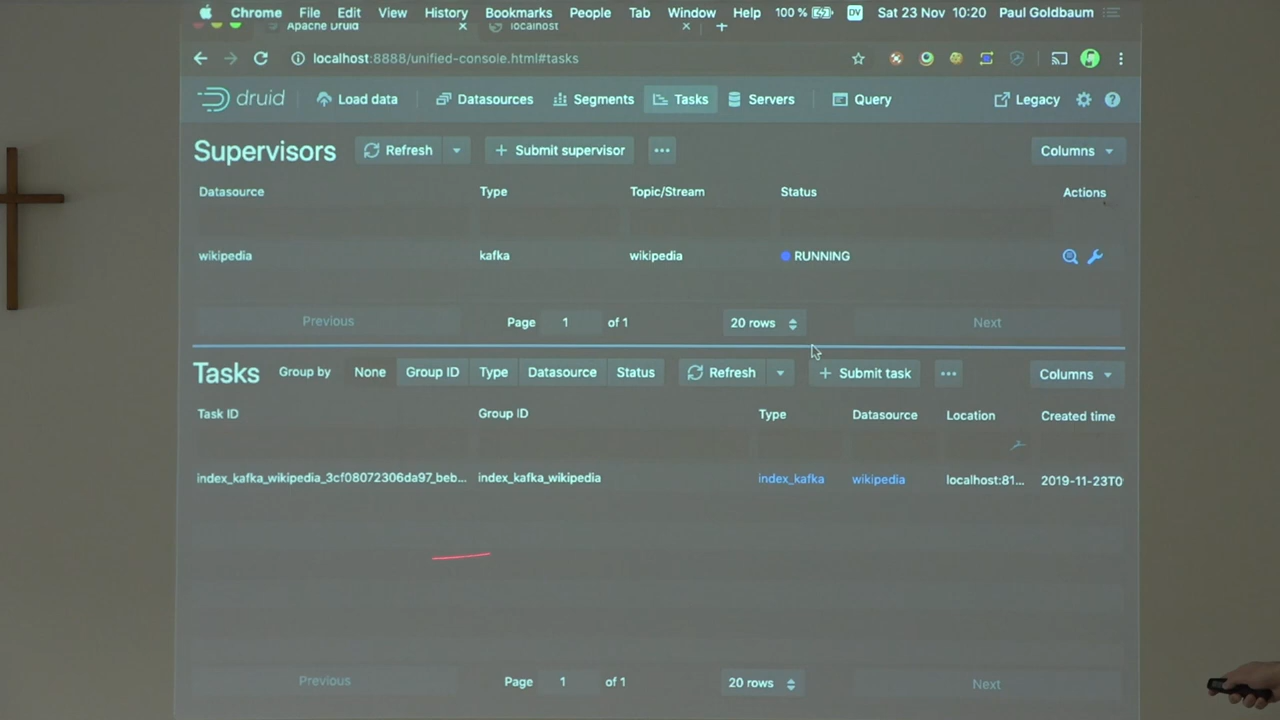 Chrome File Edit View History Bookmarks People Tab Window Help 100 % DV Sat 23 Nov 10:20 Paul Goldbaum
Apache Druid localhost
localhost:8888/unified-console.html#tasks
druid Load data Datasources Segments Tasks Servers Query Legacy
Supervisors Refresh Submit supervisor Columns
Datasource Type Topic/Stream Status Actions
wikipedia kafka wikipedia RUNNING
Previous Page 1 of 1 20 rows Next
Tasks Group by None Group ID Type Datasource Status Refresh Submit task Columns
Task ID Group ID Type Datasource Location Created time
index_kafka_wikipedia_3cf08072306da97_beb... index_kafka_wikipedia index_kafka wikipedia localhost:81... 2019-11-23T0
Previous Page 1 of 1 20 rows Next